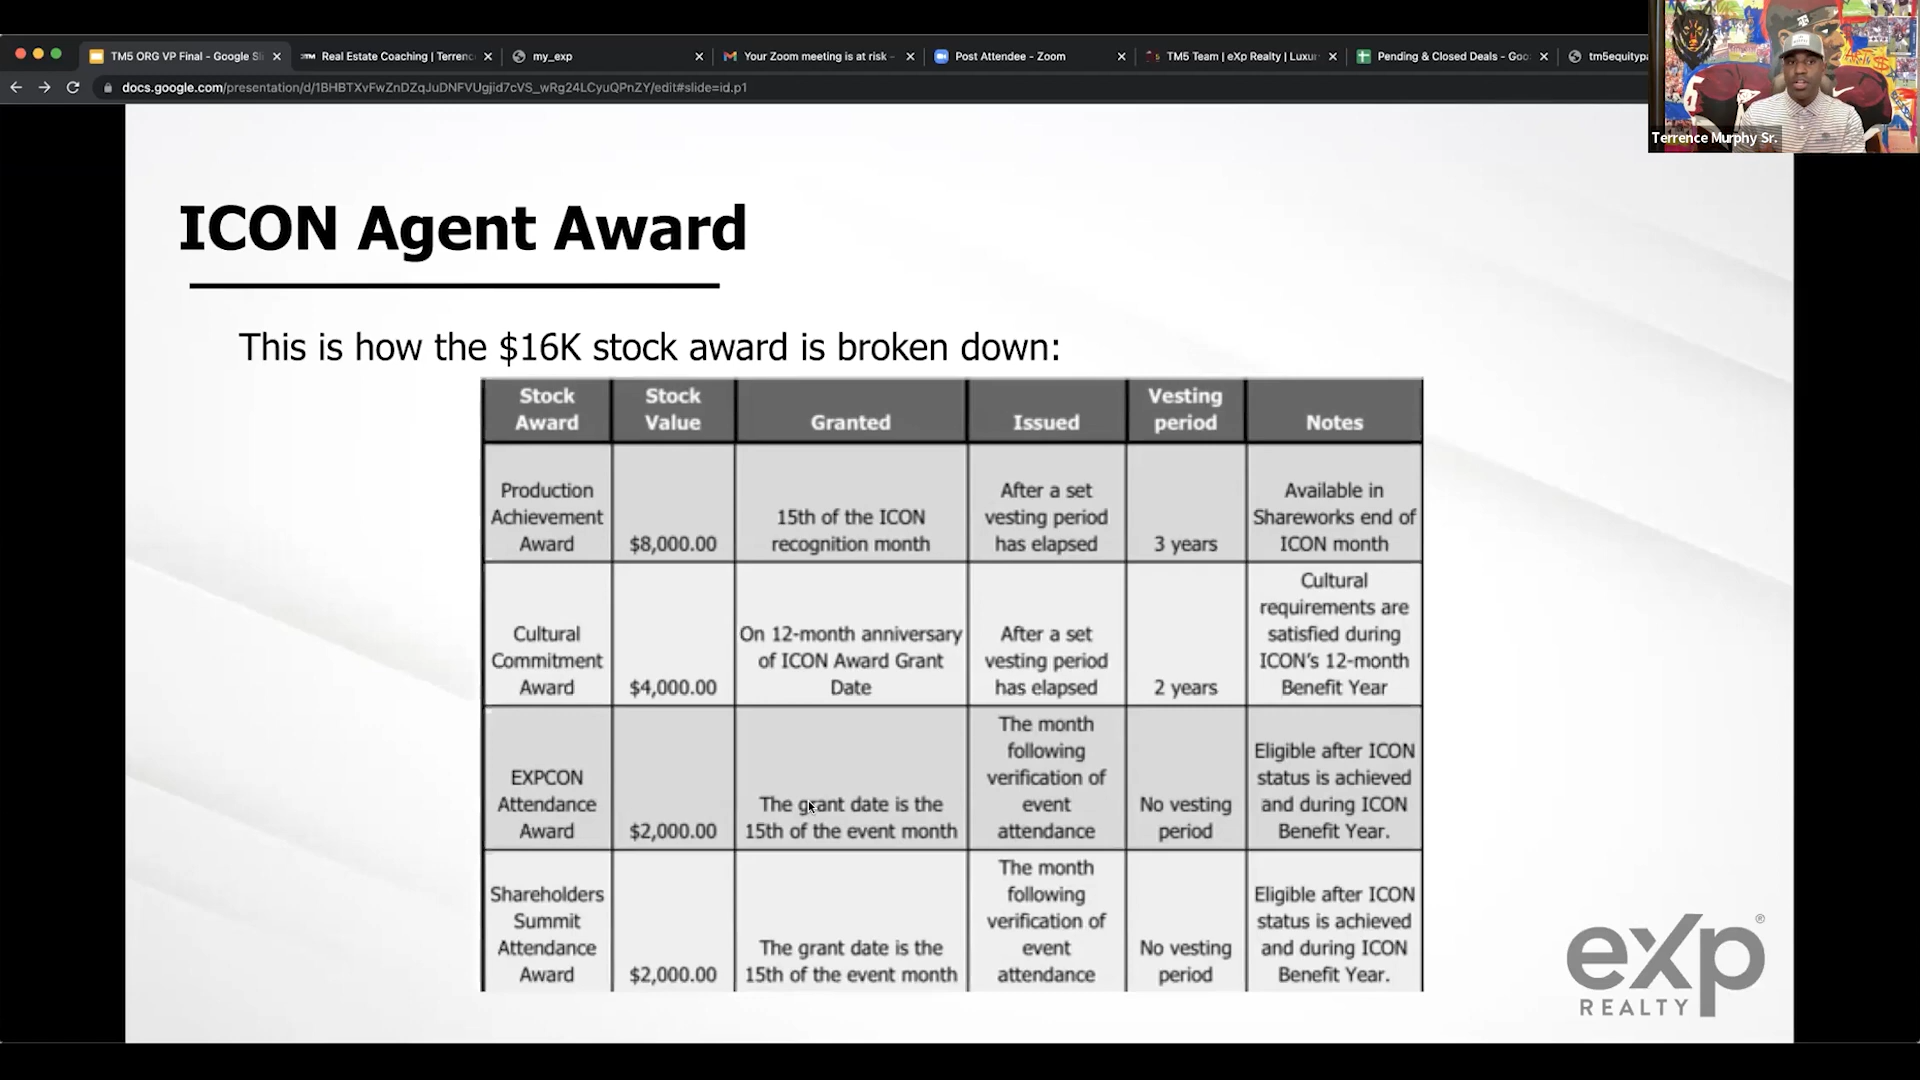 TM5 ORG VP Final - Google Sli
Real Estate Coaching | Terrenc
my_exp
Your Zoom meeting is at risk -
Post Attendee - Zoom
TM5 Team | eXp Realty | Luxur
Pending & Closed Deals - Goo
tm5equitypa
docs.google.com/presentation/d/1BHBTXvFwZnDZqJuDNFVUgjid7cVS_wRg24LCyuQPnZY/edit#slide=id.p1
Terrence Murphy Sr.
ICON Agent Award
This is how the $16K stock award is broken down:
Stock
Award
Stock
Value
Granted
Issued
Vesting
period
Notes
Production
Achievement
Award
$8,000.00
15th of the ICON
recognition month
After a set
vesting period
has elapsed
3 years
Available in
Shareworks end of
ICON month
Cultural
Commitment
Award
$4,000.00
On 12-month anniversary
of ICON Award Grant
Date
After a set
vesting period
has elapsed
2 years
Cultural
requirements are
satisfied during
ICON's 12-month
Benefit Year
EXPCON
Attendance
Award
$2,000.00
The grant date is the
15th of the event month
The month
following
verification of
event
attendance
No vesting
period
Eligible after ICON
status is achieved
and during ICON
Benefit Year.
Shareholders
Summit
Attendance
Award
$2,000.00
The grant date is the
15th of the event month
The month
following
verification of
event
attendance
No vesting
period
Eligible after ICON
status is achieved
and during ICON
Benefit Year.
eXp®
REALTY